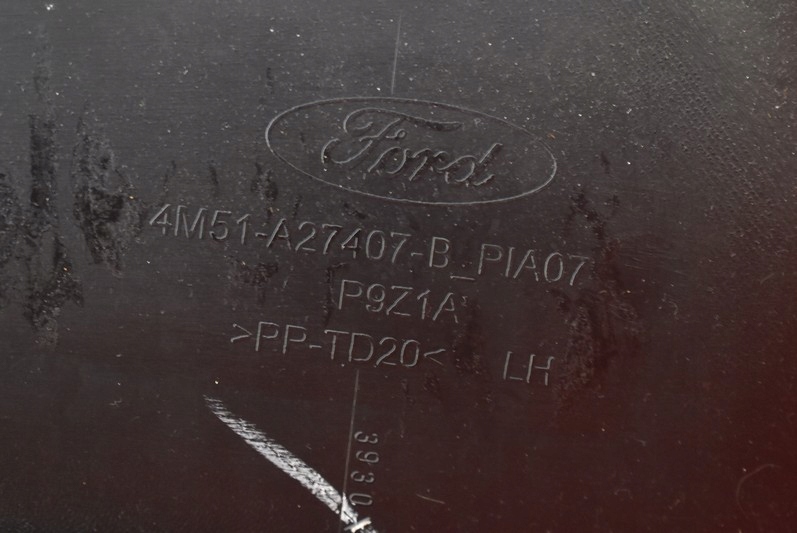 Ford
4M51-A27407-B_PIA07
P9Z1A
>PP-TD20< LH
3930